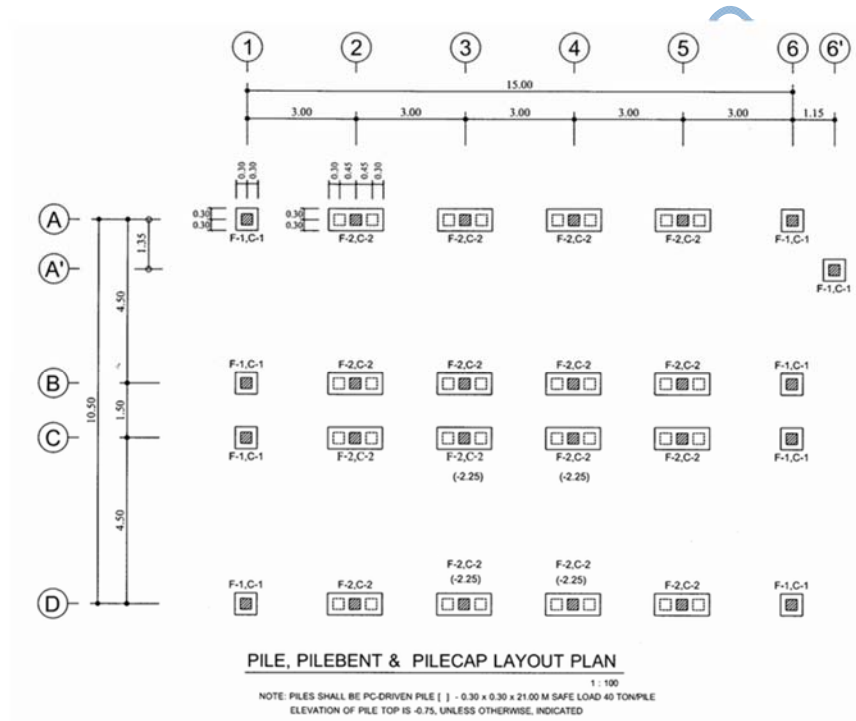 1 2 3 4 5 6 6'
15.00
3.00 3.00 3.00 3.00 3.00 1.15
0.30 0.30 0.30 0.45 0.45 0.30
A
0.30
0.30
0.30
0.30
F-1,C-1 F-2,C-2 F-2,C-2 F-2,C-2 F-2,C-2 F-1,C-1
1.35
A'
F-1,C-1
4.50
F-1,C-1 F-2,C-2 F-2,C-2 F-2,C-2 F-2,C-2 F-1,C-1
B
10.50
1.50
C
F-1,C-1 F-2,C-2 F-2,C-2 F-2,C-2 F-2,C-2 F-1,C-1
(-2.25) (-2.25)
4.50
F-2,C-2 F-2,C-2
F-1,C-1 F-2,C-2 (-2.25) (-2.25) F-2,C-2 F-1,C-1
D
PILE, PILEBENT & PILECAP LAYOUT PLAN
1 : 100
NOTE: PILES SHALL BE PC-DRIVEN PILE [ ] - 0.30 x 0.30 x 21.00 M SAFE LOAD 40 TON/PILE
ELEVATION OF PILE TOP IS -0.75, UNLESS OTHERWISE, INDICATED